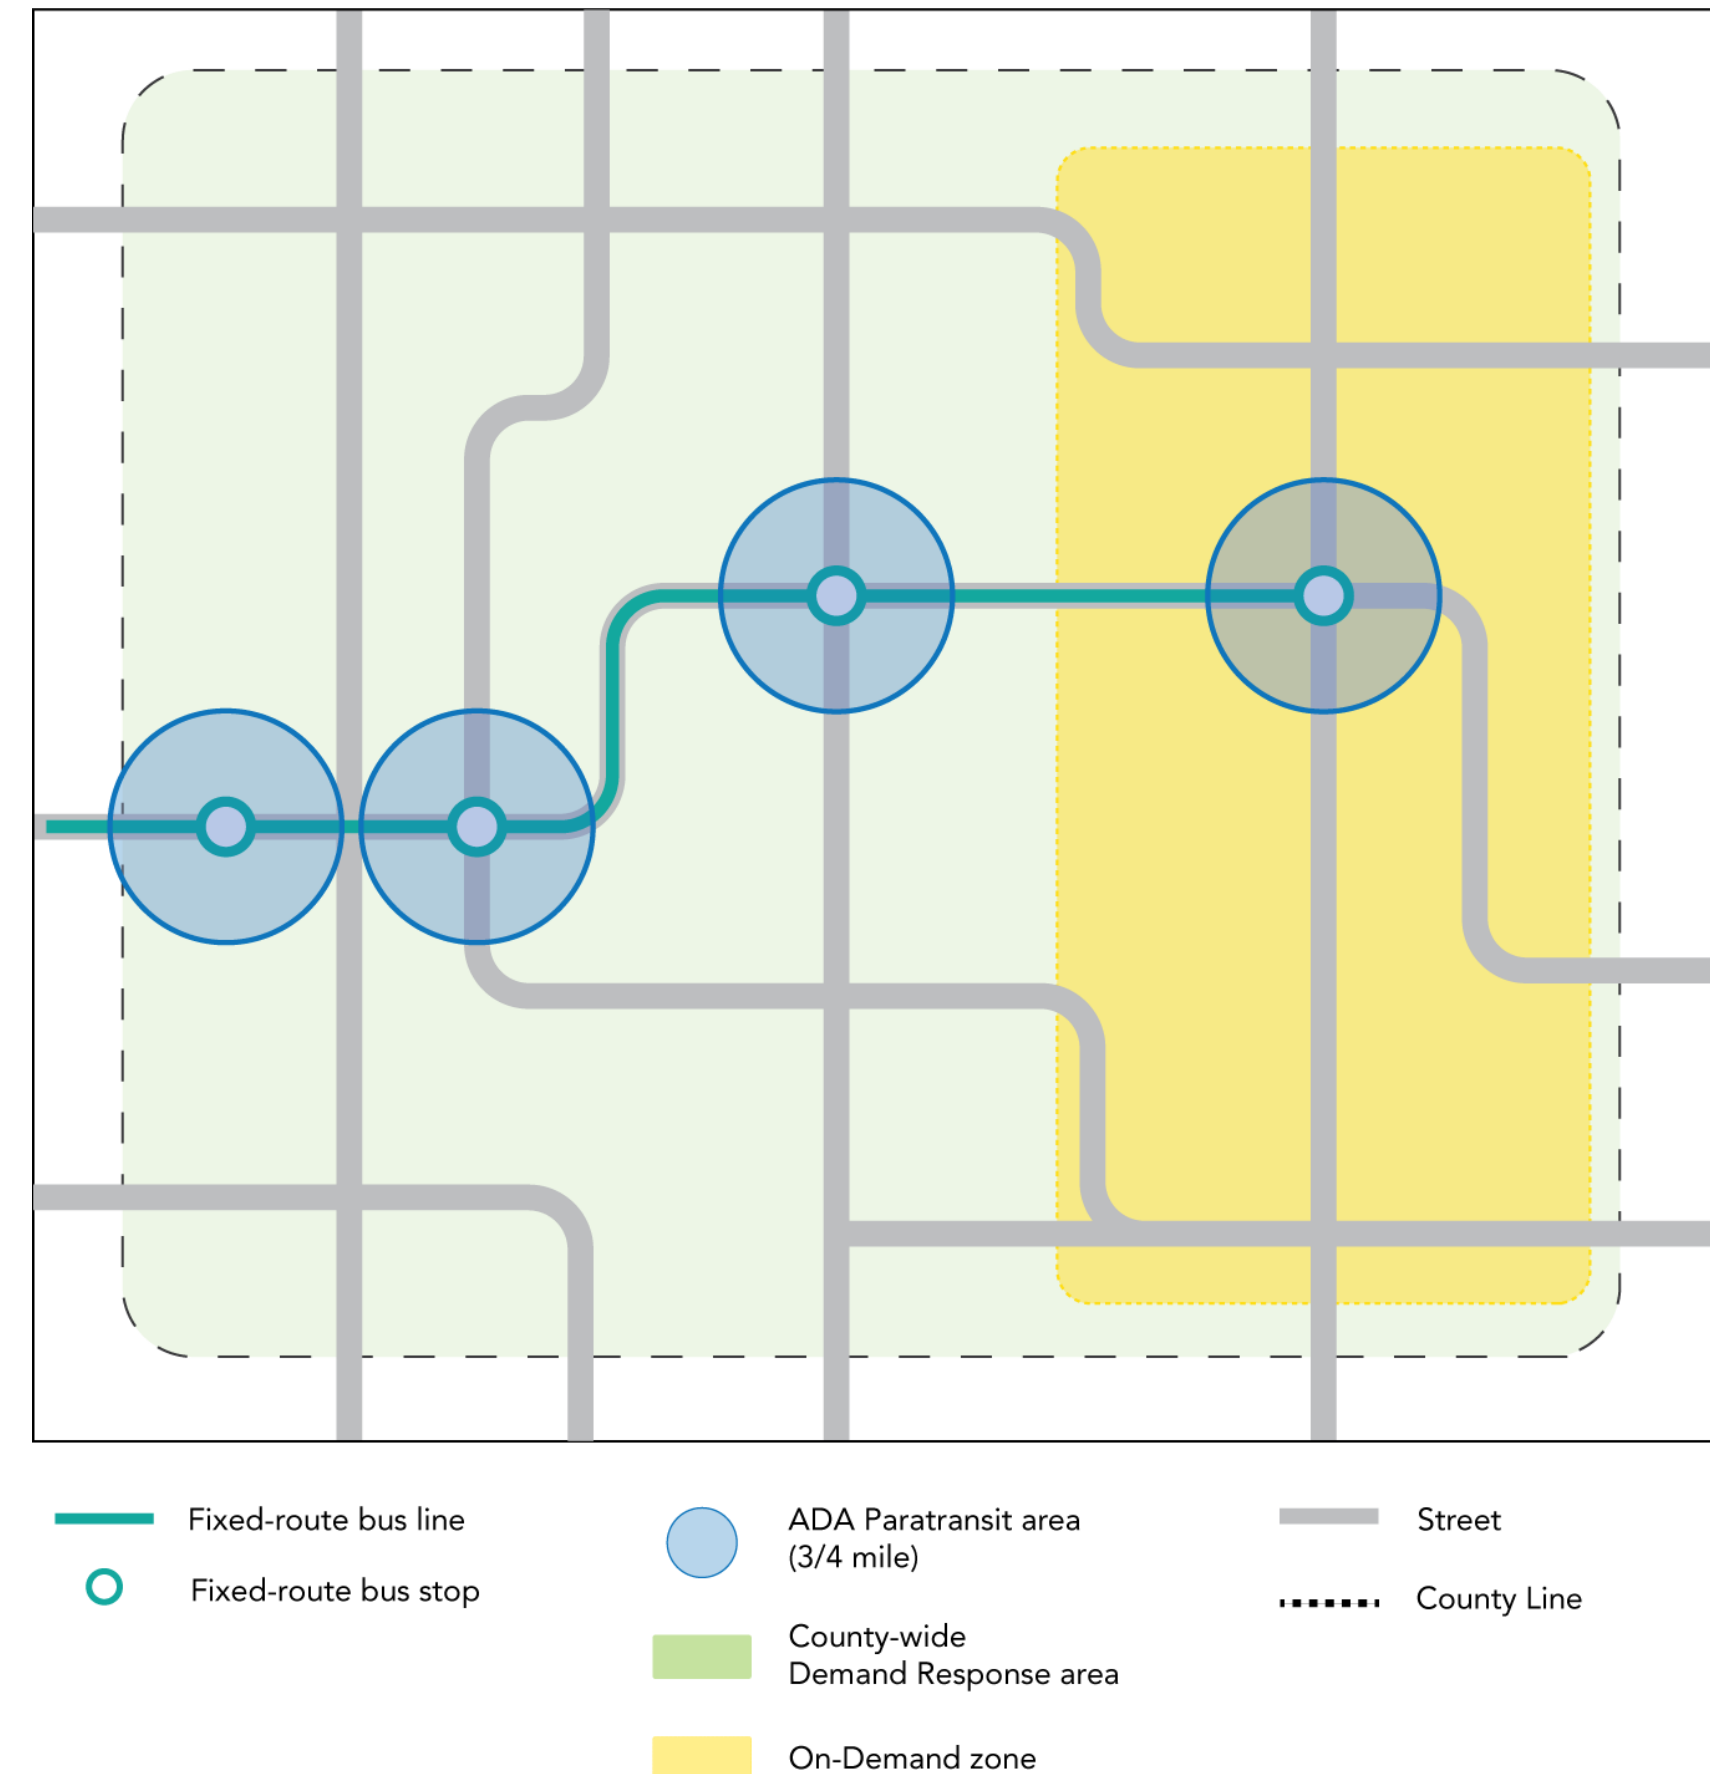 Fixed-route bus line
Fixed-route bus stop
ADA Paratransit area
(3/4 mile)
County-wide
Demand Response area
On-Demand zone
Street
County Line